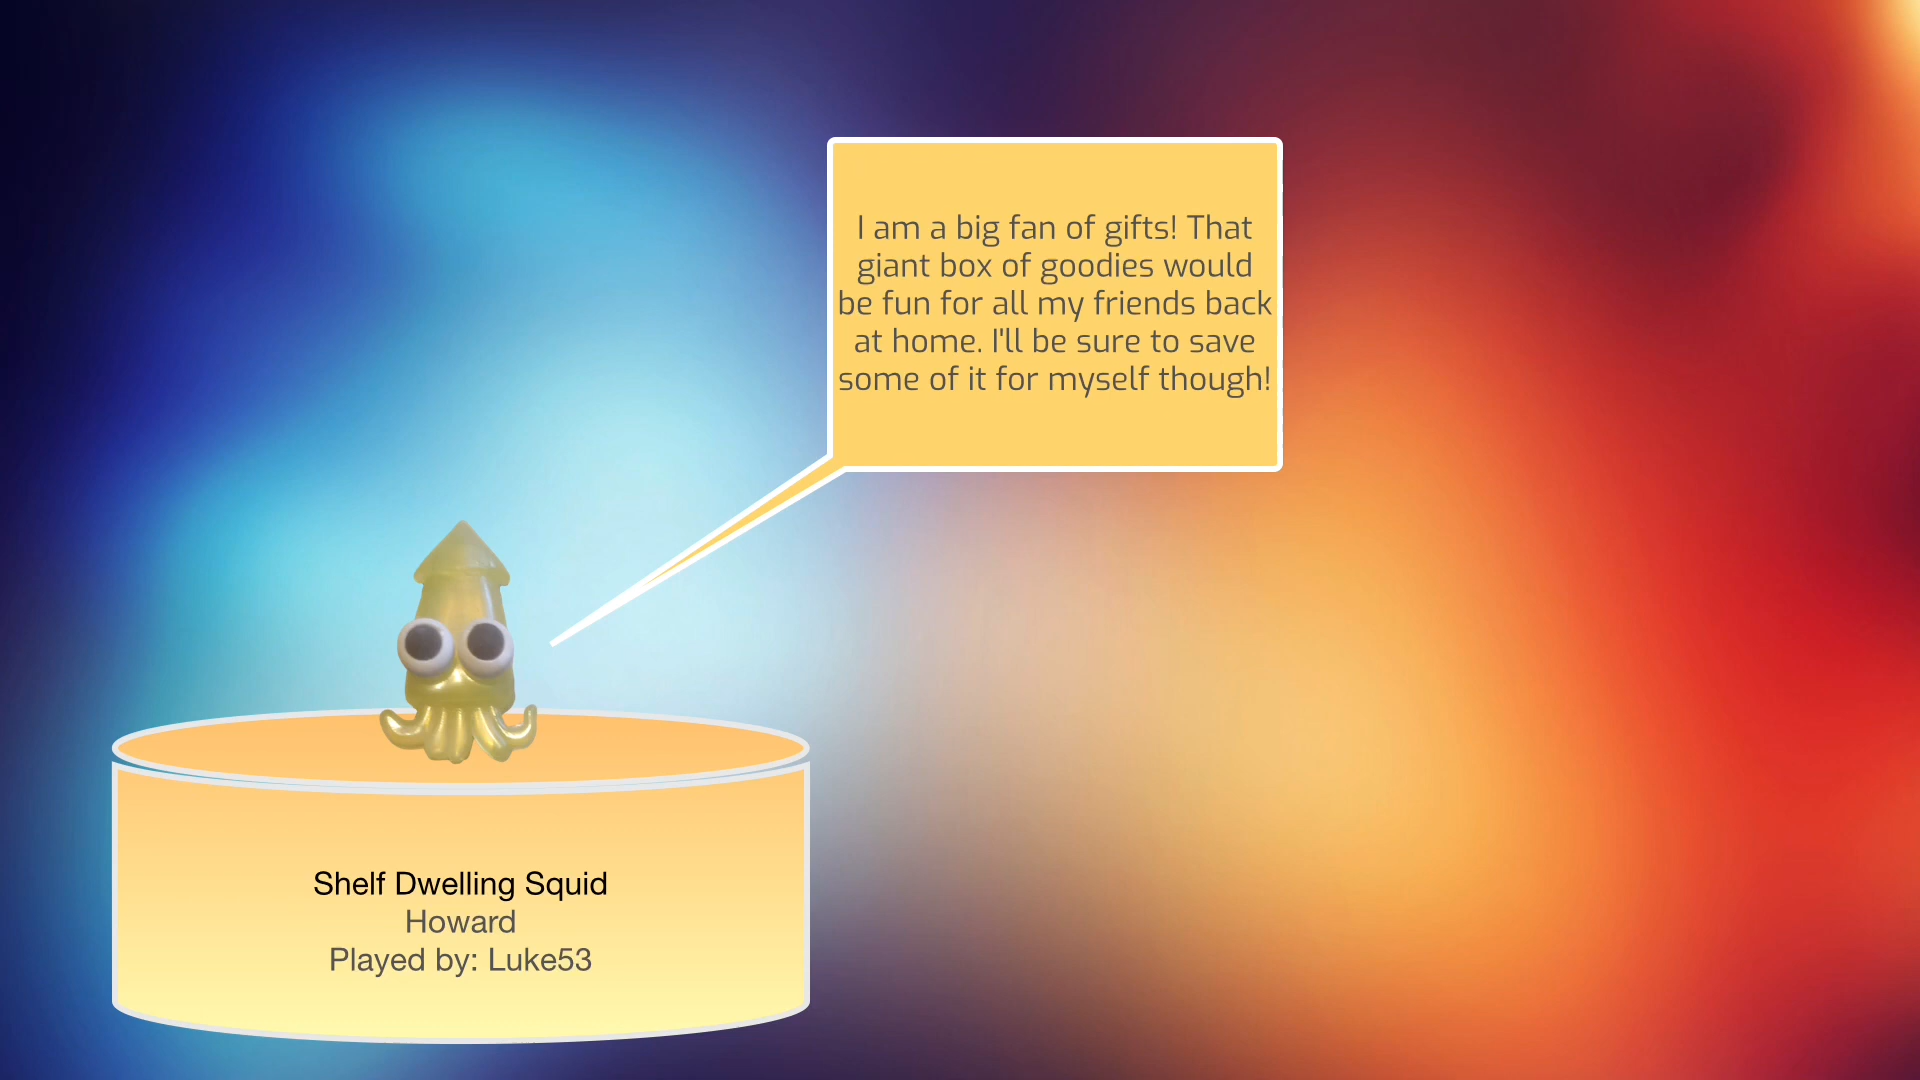 I am a big fan of gifts! That
giant box of goodies would
be fun for all my friends back
at home. I'll be sure to save
some of it for myself though!
Shelf Dwelling Squid
Howard
Played by: Luke53